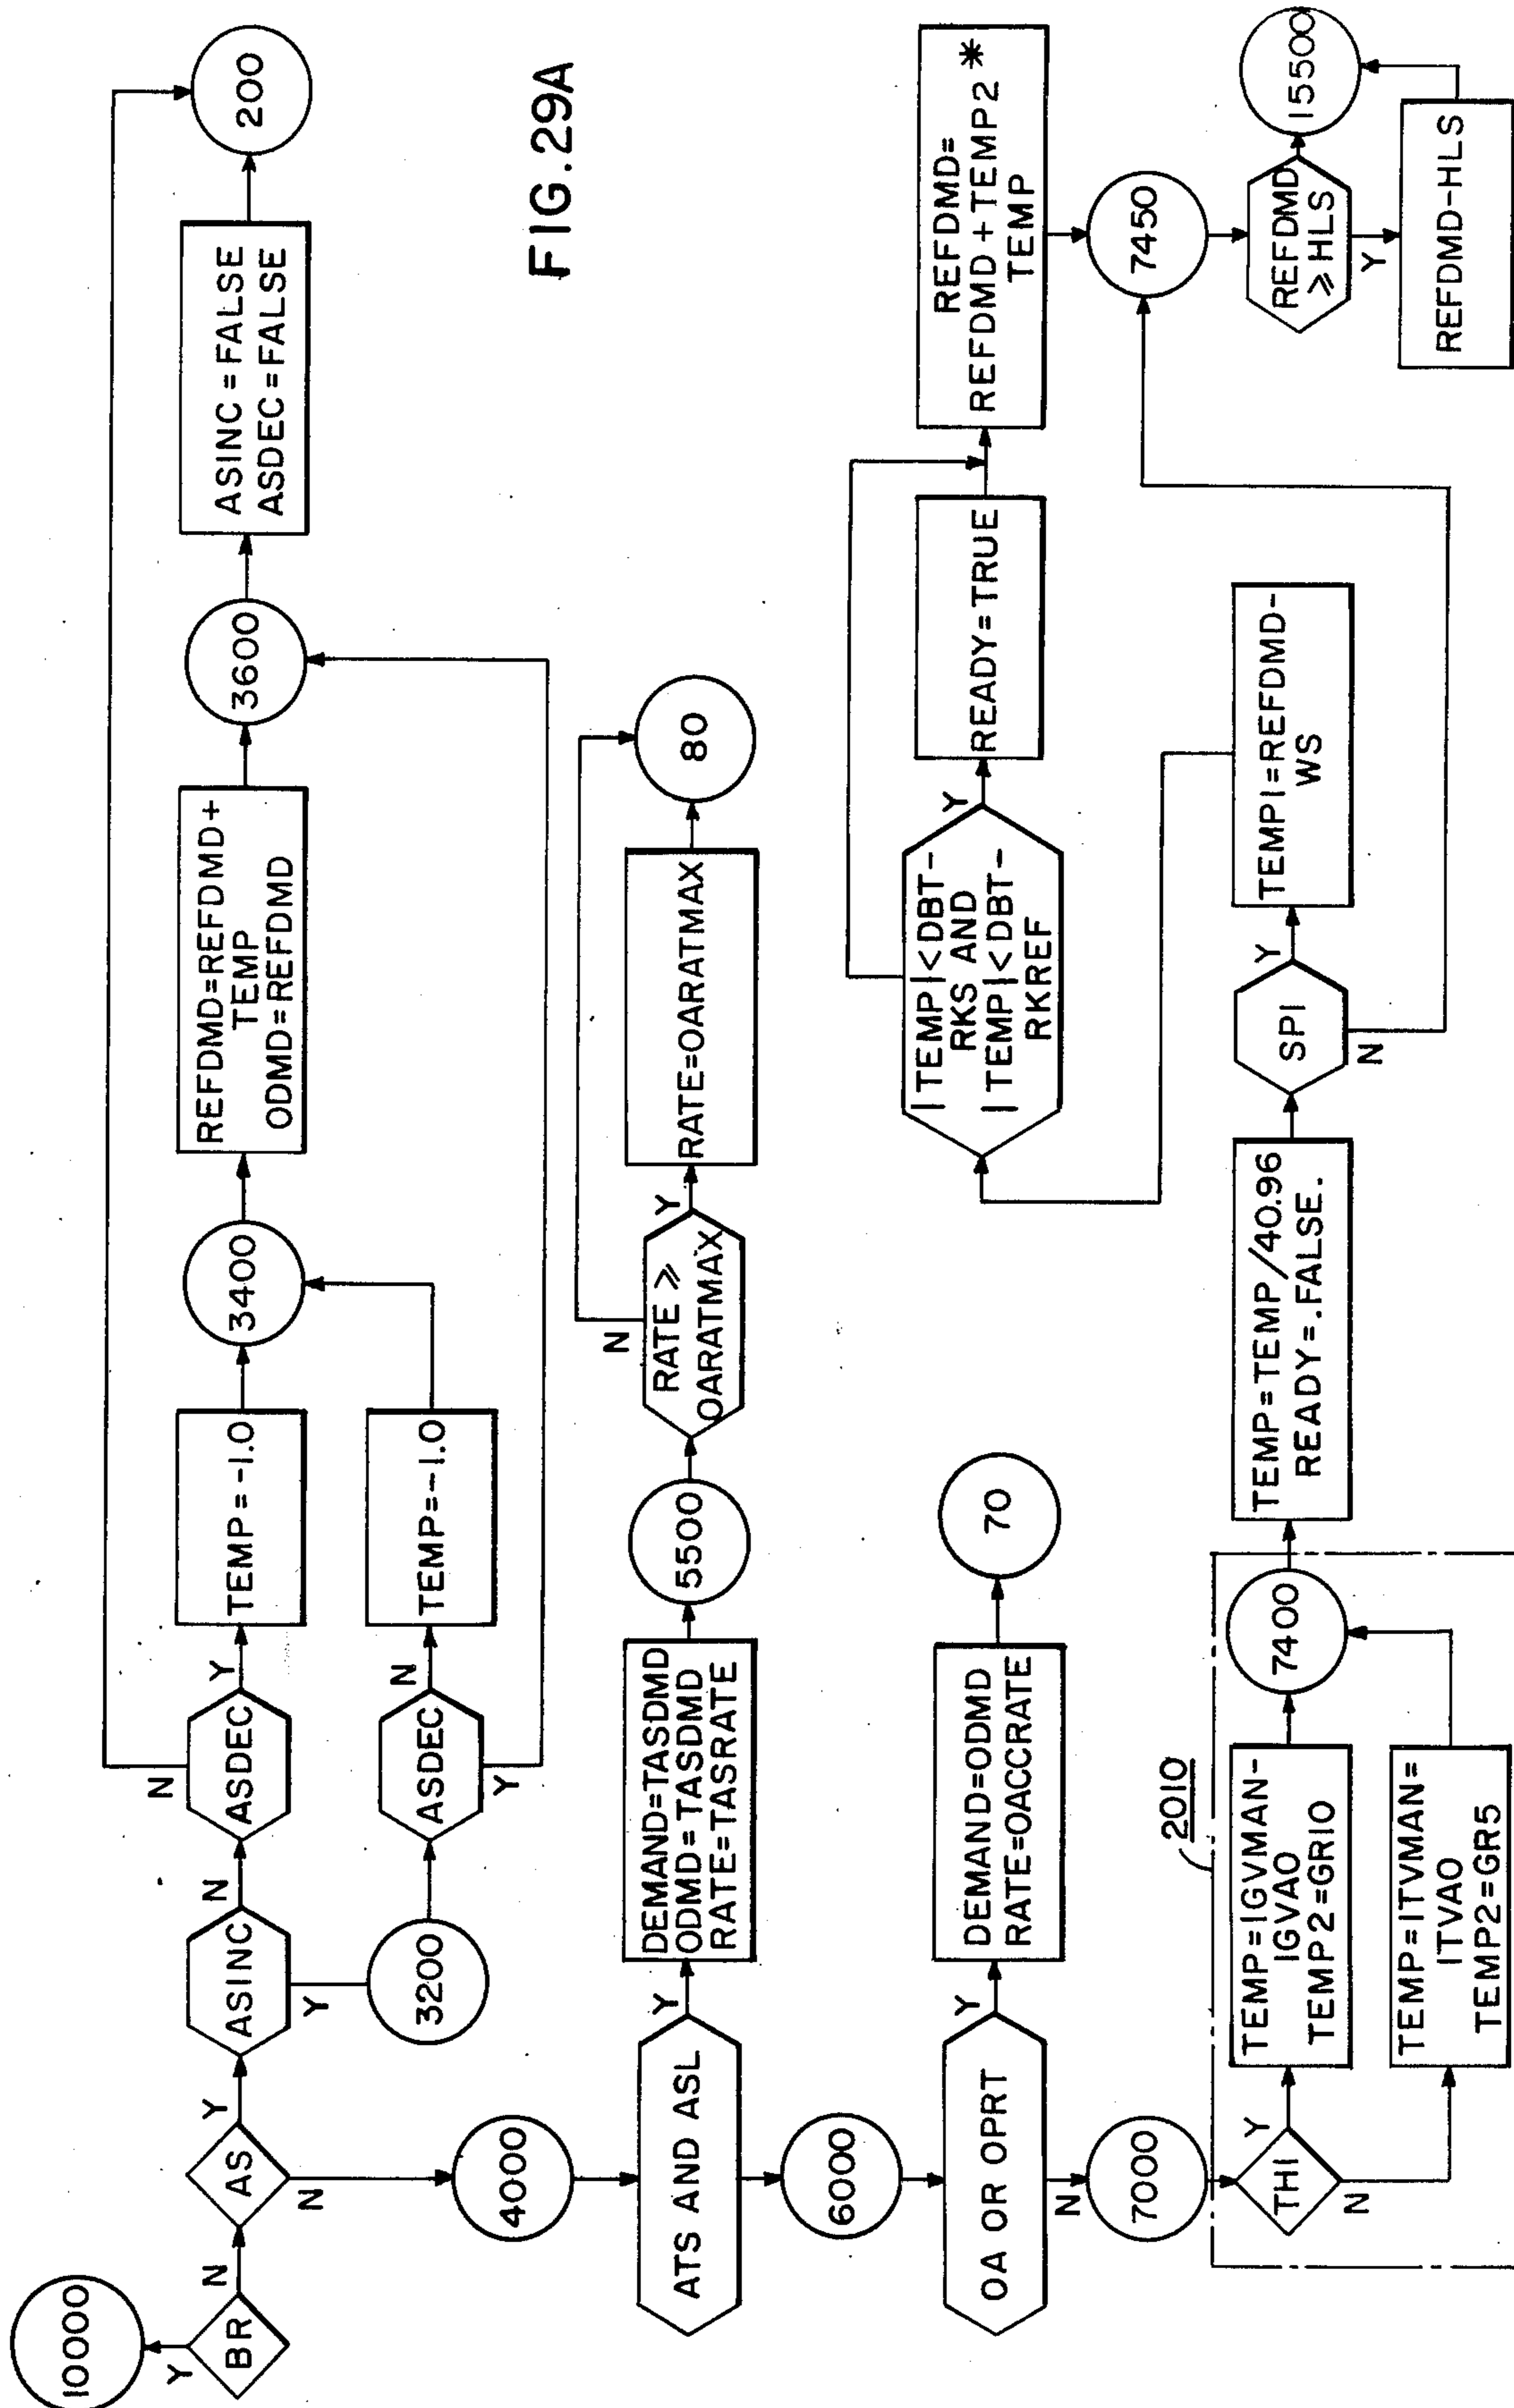 FIG.29A
10000
Y
BR
N
AS
Y
N
ASINC
N
Y
ASDEC
N
Y
TEMP=-1.0
3400
REFDMD=REFDMD+
TEMP
ODMD=REFDMD
3600
ASINC=FALSE
ASDEC=FALSE
200
3200
ASDEC
N
Y
TEMP=-1.0
4000
ATS AND ASL
Y
DEMAND=TASDMD
ODMD=TASDMD
RATE=TASRATE
5500
RATE ⩾
OARATMAX
N
Y
RATE=OARATMAX
80
6000
OA OR OPRT
Y
N
DEMAND=ODMD
RATE=OACCRATE
70
7000
2010
THI
Y
N
TEMP=IGVMAN-
IGVAO
TEMP2=GR10
TEMP=ITVMAN=
ITVAO
TEMP2=GR5
7400
TEMP=TEMP/40.96
READY=.FALSE.
SPI
Y
N
TEMP1=REFDMD-
WS
|TEMP|<DBT-
RKS AND
|TEMP|<DBT-
RKREF
Y
READY=TRUE
REFDMD=
REFDMD+TEMP2*
TEMP
7450
REFDMD
⩾HLS
Y
REFDMD-HLS
15500